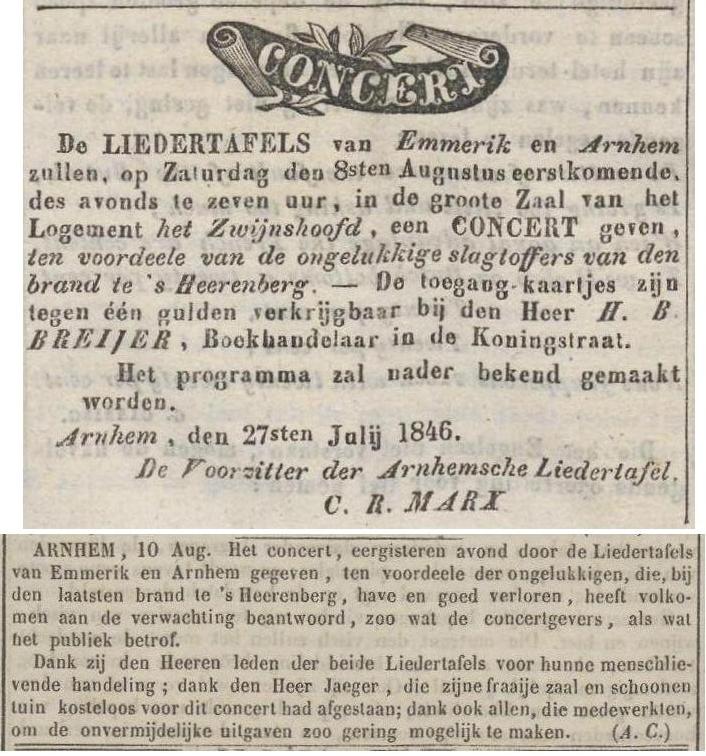 CONCERT
De LIEDERTAFELS van Emmerik en Arnhem
zullen, op Zaturdag den 8sten Augustus eerstkomende,
des avonds te zeven uur, in de groote Zaal van het
Logement het Zwijnshoofd, een CONCERT geven,
ten voordeele van de ongelukkige slagtoffers van den
brand te 's Heerenberg. — De toegang-kaartjes zijn
tegen één gulden verkrijgbaar bij den Heer H. B.
BREIJER, Boekhandelaar in de Koningstraat.
Het programma zal nader bekend gemaakt
worden.
Arnhem, den 27sten Julij 1846.
De Voorzitter der Arnhemsche Liedertafel,
C. R. MARX
ARNHEM, 10 Aug. Het concert, eergisteren avond door de Liedertafels
van Emmerik en Arnhem gegeven, ten voordeele der ongelukkigen, die, bij
den laatsten brand te 's Heerenberg, have en goed verloren, heeft volko-
men aan de verwachting beantwoord, zoo wat de concertgevers, als wat
het publiek betrof.
Dank zij den Heeren leden der beide Liedertafels voor hunne menschlie-
vende handeling; dank den Heer Jaeger, die zijne fraaije zaal en schoonen
tuin kosteloos voor dit concert had afgestaan; dank ook allen, die medewerkten,
om de onvermijdelijke uitgaven zoo gering mogelijk te maken. (A. C.)